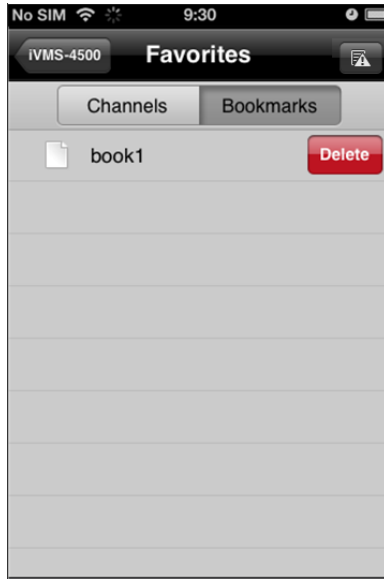 No SIM 9:30
iVMS-4500 Favorites
Channels Bookmarks
book1 Delete